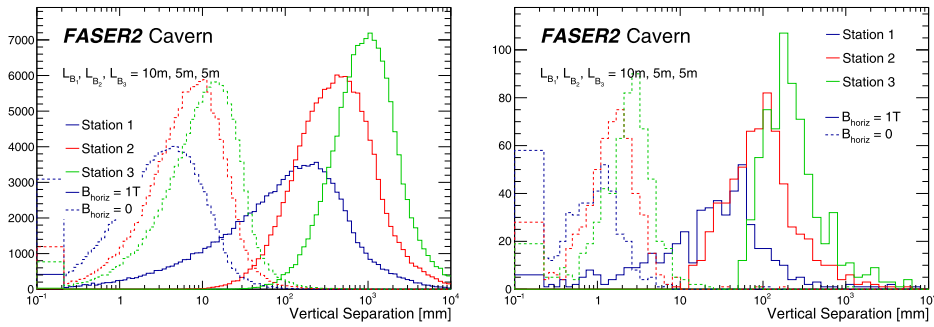 FASER2 Cavern
L_B1, L_B2, L_B3 = 10m, 5m, 5m
Station 1
Station 2
Station 3
B_horiz = 1T
B_horiz = 0
7000
6000
5000
4000
3000
2000
1000
0
10^-1 1 10 10^2 10^3 10^4
Vertical Separation [mm]
FASER2 Cavern
L_B1, L_B2, L_B3 = 10m, 5m, 5m
Station 1
Station 2
Station 3
B_horiz = 1T
B_horiz = 0
100
80
60
40
20
0
10^-1 1 10 10^2 10^3 10^4
Vertical Separation [mm]